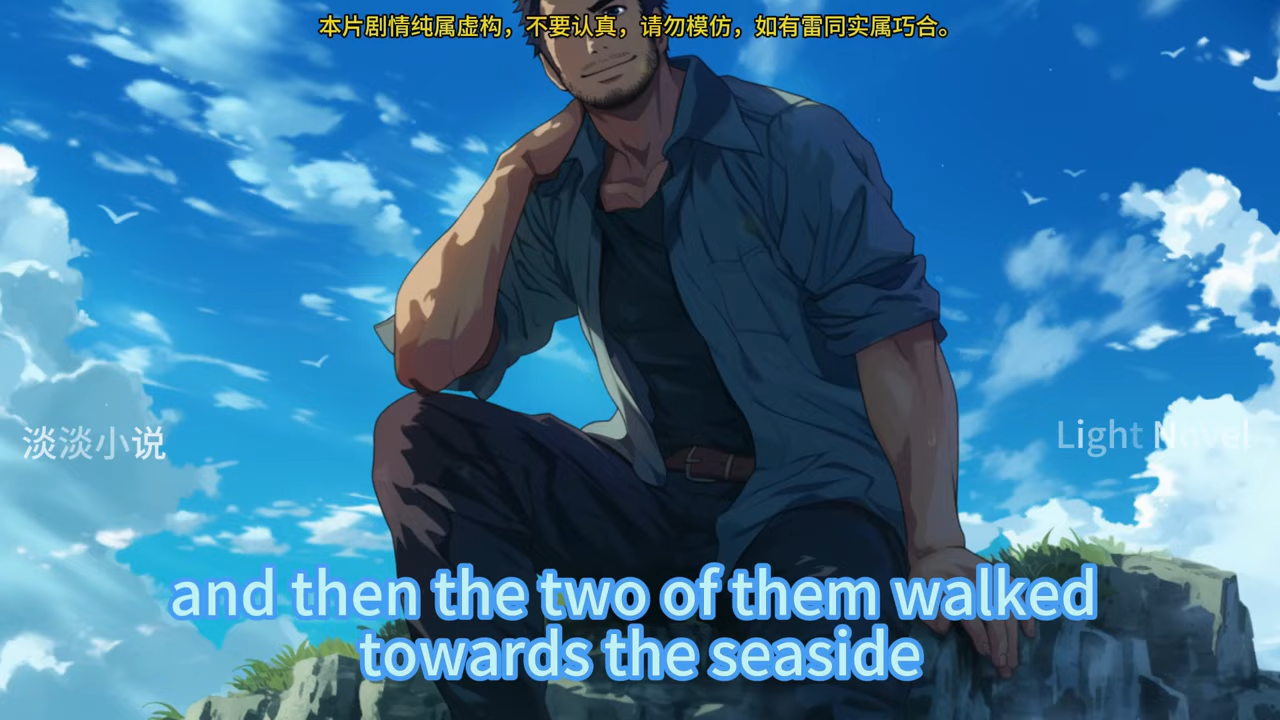 本片剧情纯属虚构，不要认真，请勿模仿，如有雷同实属巧合。
淡淡小说
Light Novel
and then the two of them walked
towards the seaside